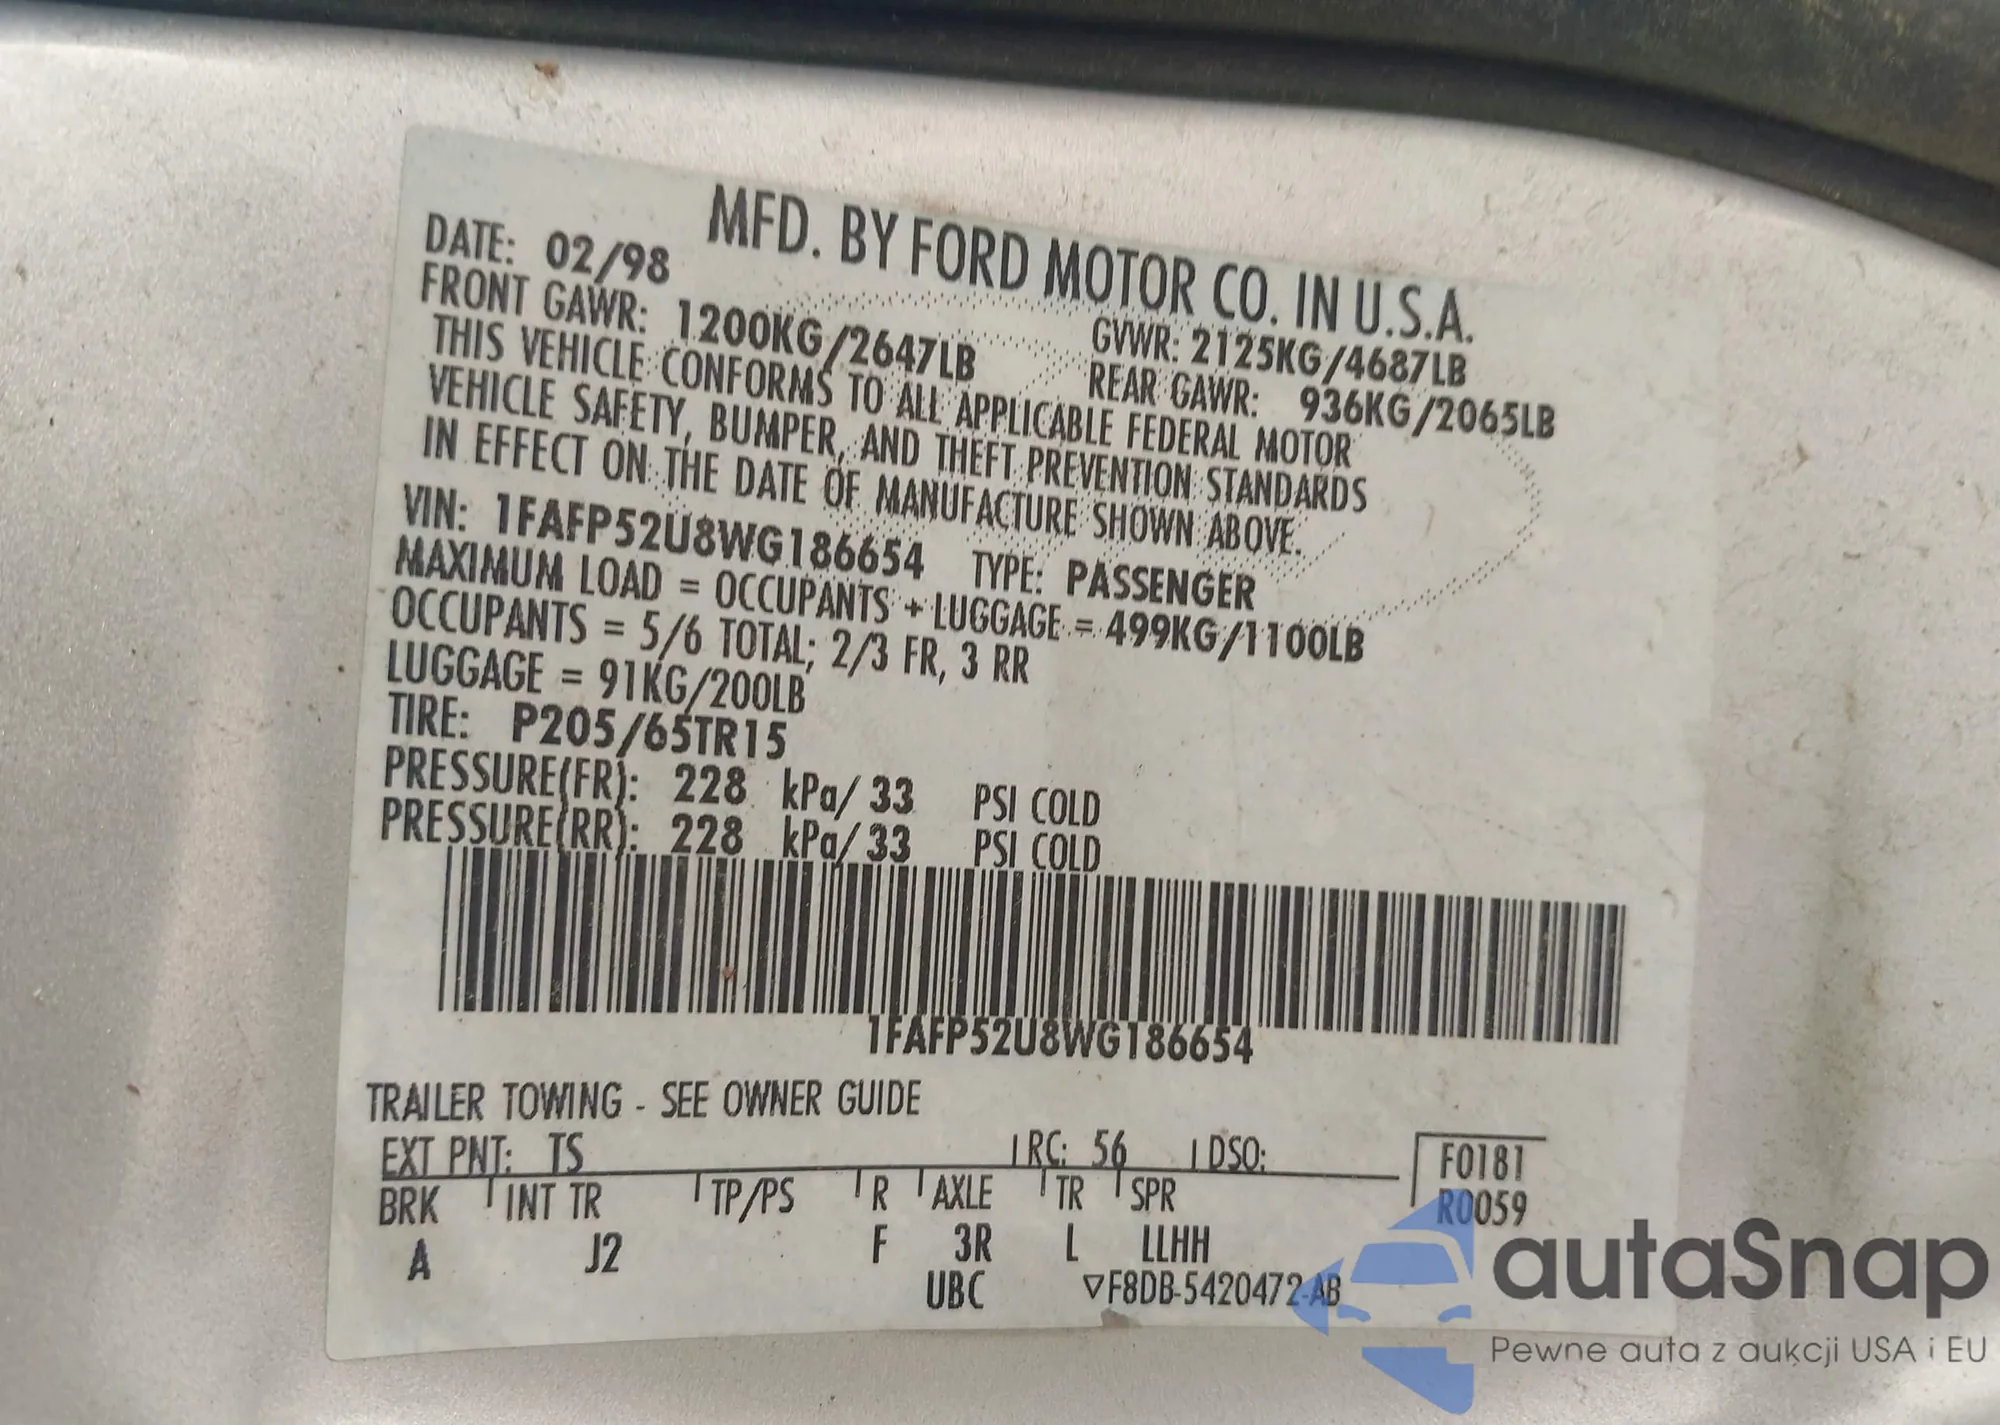 MFD. BY FORD MOTOR CO. IN U.S.A.
DATE: 02/98 GVWR: 2125KG/4687LB
FRONT GAWR: 1200KG/2647LB REAR GAWR: 936KG/2065LB
THIS VEHICLE CONFORMS TO ALL APPLICABLE FEDERAL MOTOR
VEHICLE SAFETY, BUMPER, AND THEFT PREVENTION STANDARDS
IN EFFECT ON THE DATE OF MANUFACTURE SHOWN ABOVE.
VIN: 1FAFP52U8WG186654 TYPE: PASSENGER
MAXIMUM LOAD = OCCUPANTS + LUGGAGE = 499KG/1100LB
OCCUPANTS = 5/6 TOTAL; 2/3 FR, 3 RR
LUGGAGE = 91KG/200LB
TIRE: P205/65TR15
PRESSURE(FR): 228 kPa/ 33 PSI COLD
PRESSURE(RR): 228 kPa/ 33 PSI COLD
1FAFP52U8WG186654
TRAILER TOWING - SEE OWNER GUIDE
EXT PNT: TS RC: 56 DSO: F0181
BRK INT TR TP/PS R AXLE TR SPR R0059
A J2 F 3R L LLHH
UBC ▽F8DB-5420472-AB
autoSnap
Pewne auta z aukcji USA i EU